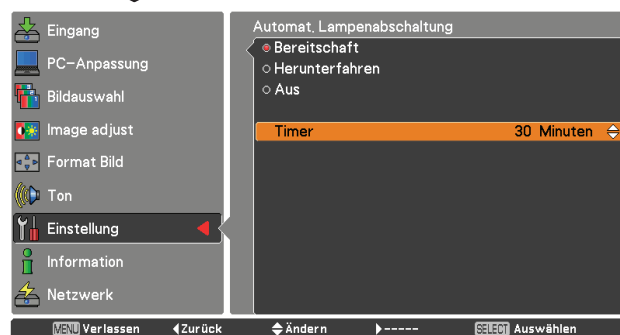 Eingang
PC-Anpassung
Bildauswahl
Image adjust
Format Bild
Ton
Einstellung
Information
Netzwerk
Automat. Lampenabschaltung
Bereitschaft
Herunterfahren
Aus
Timer 30 Minuten
MENU Verlassen Zurück Ändern ----- SELECT Auswählen